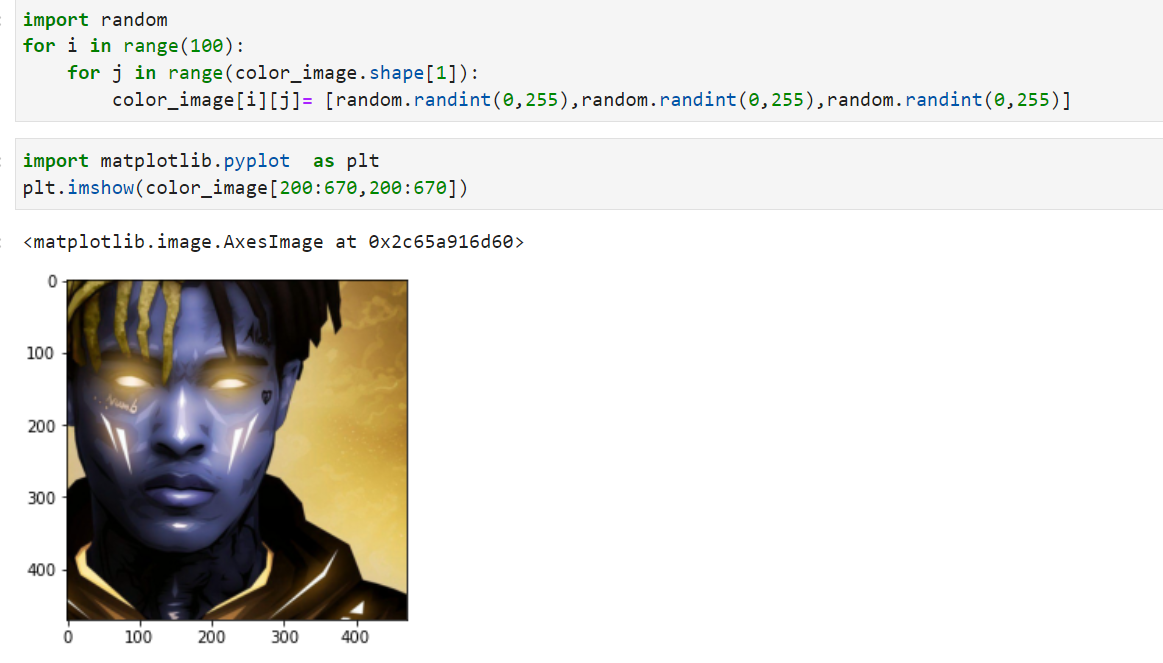 import random
for i in range(100):
    for j in range(color_image.shape[1]):
        color_image[i][j]= [random.randint(0,255),random.randint(0,255),random.randint(0,255)]
import matplotlib.pyplot  as plt
plt.imshow(color_image[200:670,200:670])
<matplotlib.image.AxesImage at 0x2c65a916d60>
0
100
Numb
200
300
400
0 100 200 300 400